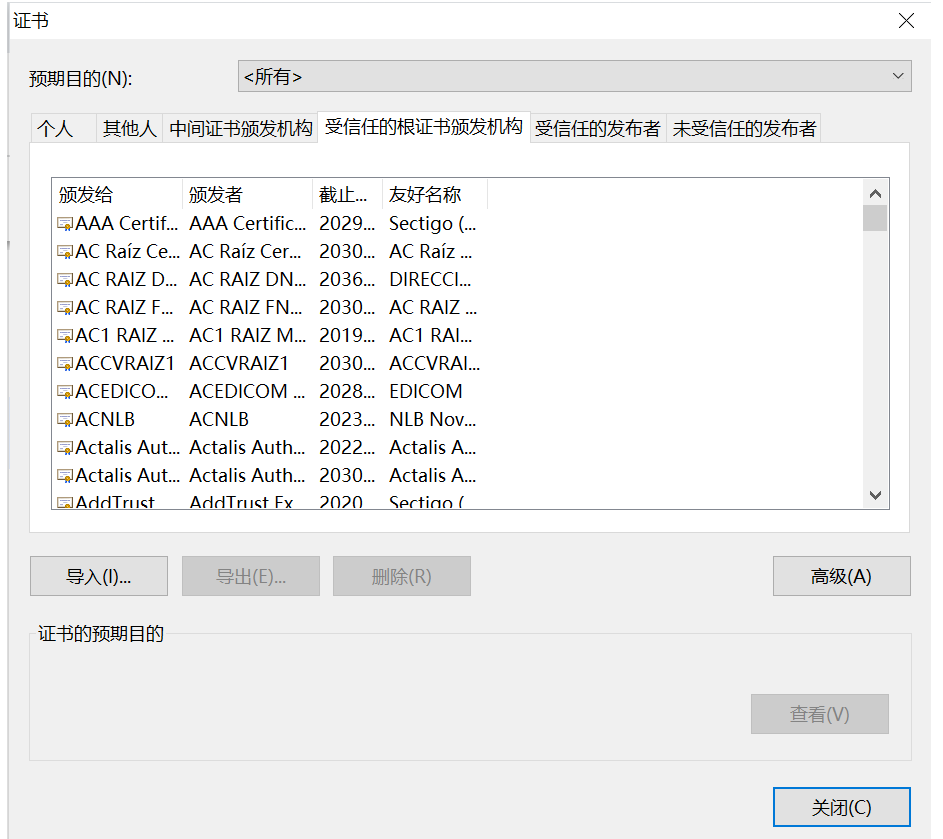 证书
预期目的(N): <所有>
个人 其他人 中间证书颁发机构 受信任的根证书颁发机构 受信任的发布者 未受信任的发布者
颁发给 颁发者 截止... 友好名称
AAA Certif... AAA Certific... 2029... Sectigo (...
AC Raíz Ce... AC Raíz Cer... 2030... AC Raíz ...
AC RAIZ D... AC RAIZ DN... 2036... DIRECCI...
AC RAIZ F... AC RAIZ FN... 2030... AC RAIZ ...
AC1 RAIZ ... AC1 RAIZ M... 2019... AC1 RAI...
ACCVRAIZ1 ACCVRAIZ1 2030... ACCVRAI...
ACEDICO... ACEDICOM ... 2028... EDICOM
ACNLB ACNLB 2023... NLB Nov...
Actalis Aut... Actalis Auth... 2022... Actalis A...
Actalis Aut... Actalis Auth... 2030... Actalis A...
AddTrust AddTrust Ex 2020 Sectigo (
导入(I)... 导出(E)... 删除(R) 高级(A)
证书的预期目的
查看(V)
关闭(C)